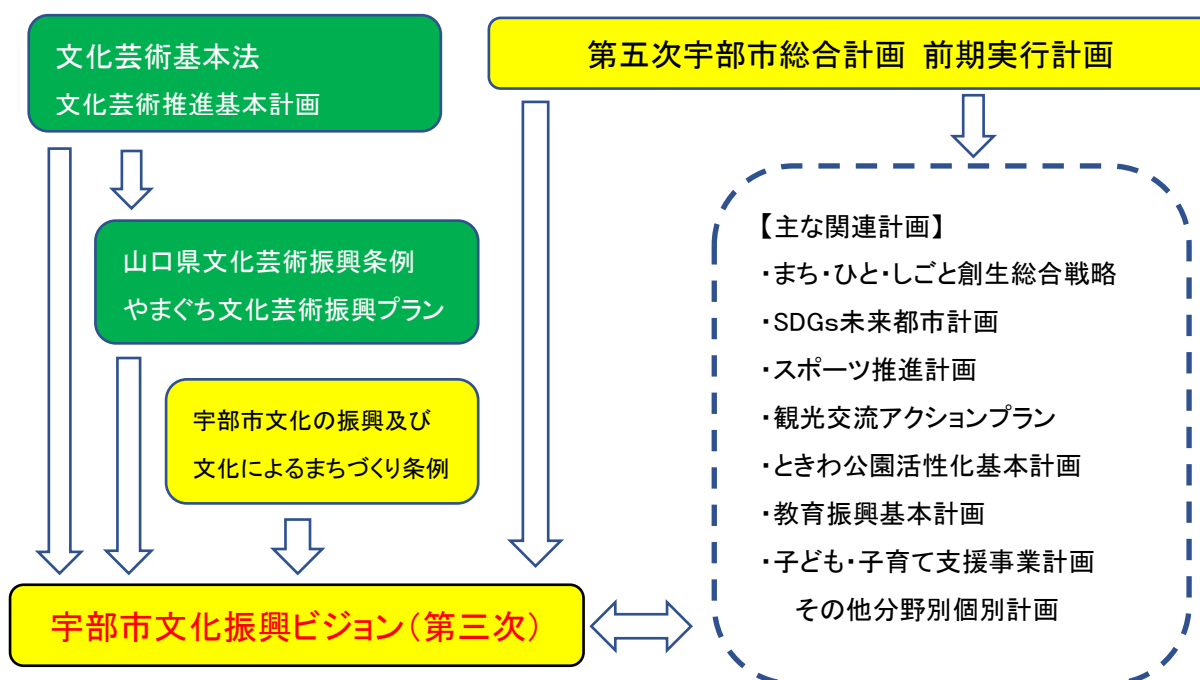 文化芸術基本法
文化芸術推進基本計画
第五次宇部市総合計画 前期実行計画
山口県文化芸術振興条例
やまぐち文化芸術振興プラン
宇部市文化の振興及び
文化によるまちづくり条例
宇部市文化振興ビジョン(第三次)
【主な関連計画】
・まち・ひと・しごと創生総合戦略
・SDGs未来都市計画
・スポーツ推進計画
・観光交流アクションプラン
・ときわ公園活性化基本計画
・教育振興基本計画
・子ども・子育て支援事業計画
その他分野別個別計画